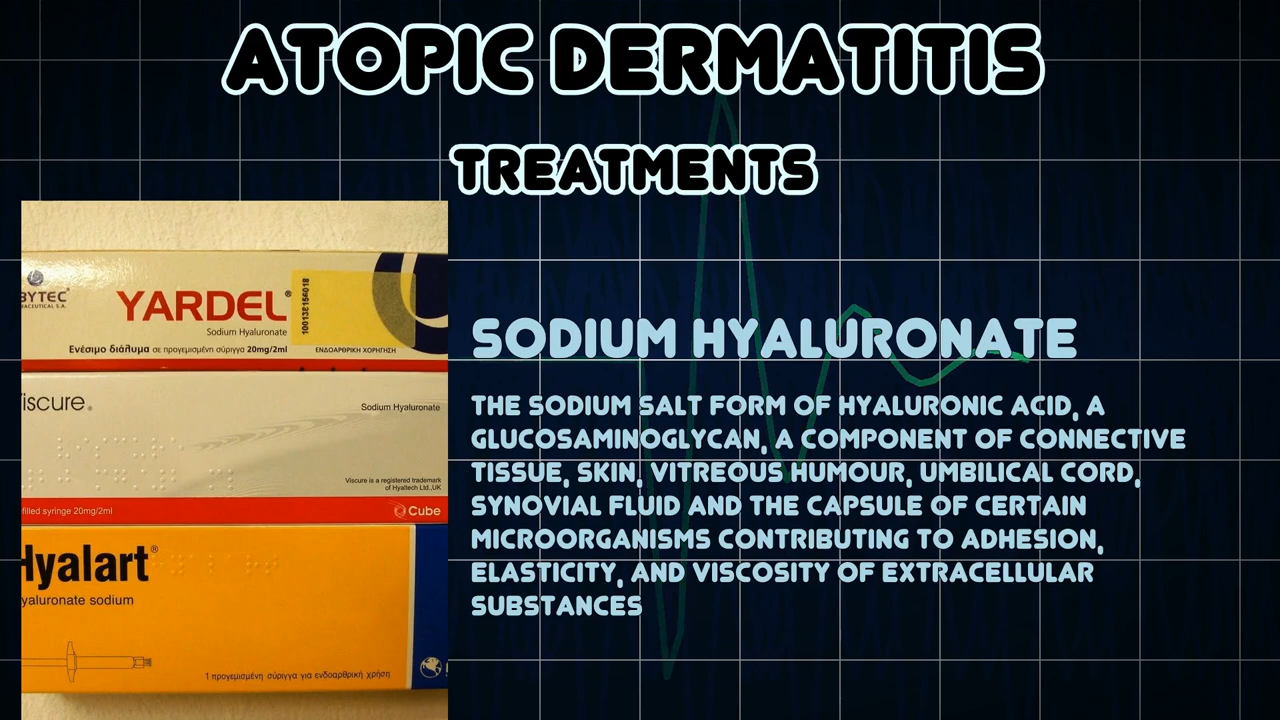 ATOPIC DERMATITIS
TREATMENTS
BYTEC
YARDEL®
Sodium Hyaluronate
10013E156018
Ενέσιμο διάλυμα σε προγεμισμένη σύριγγα 20mg/2ml
ΕΝΔΟΑΡΘΡΙΚΗ ΧΟΡΗΓΗΣΗ
iscure®
Sodium Hyaluronate
Viscure is a registered trademark
of Hyaltech Ltd.,UK
filled syringe 20mg/2ml
Cube
Hyalart®
yaluronate sodium
1 προγεμισμένη σύριγγα για ενδοαρθρική χρήση
SODIUM HYALURONATE
THE SODIUM SALT FORM OF HYALURONIC ACID, A
GLUCOSAMINOGLYCAN, A COMPONENT OF CONNECTIVE
TISSUE, SKIN, VITREOUS HUMOUR, UMBILICAL CORD,
SYNOVIAL FLUID AND THE CAPSULE OF CERTAIN
MICROORGANISMS CONTRIBUTING TO ADHESION,
ELASTICITY, AND VISCOSITY OF EXTRACELLULAR
SUBSTANCES